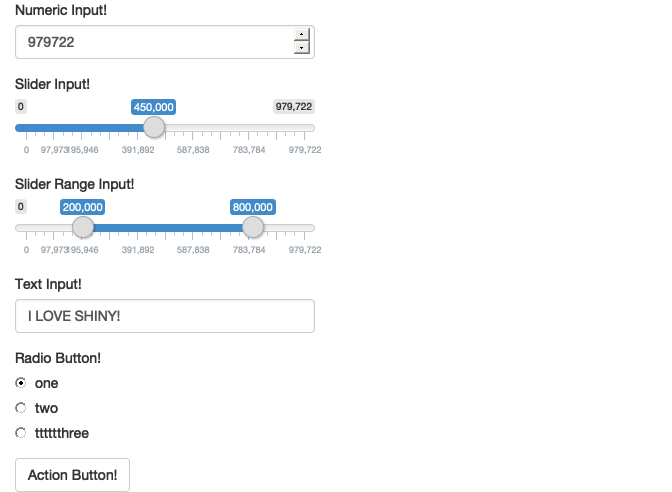 Numeric Input!
979722
Slider Input!
0 450,000 979,722
0 97,973 195,946 391,892 587,838 783,784 979,722
Slider Range Input!
0 200,000 800,000
0 97,973 195,946 391,892 587,838 783,784 979,722
Text Input!
I LOVE SHINY!
Radio Button!
one
two
ttttttthree
Action Button!